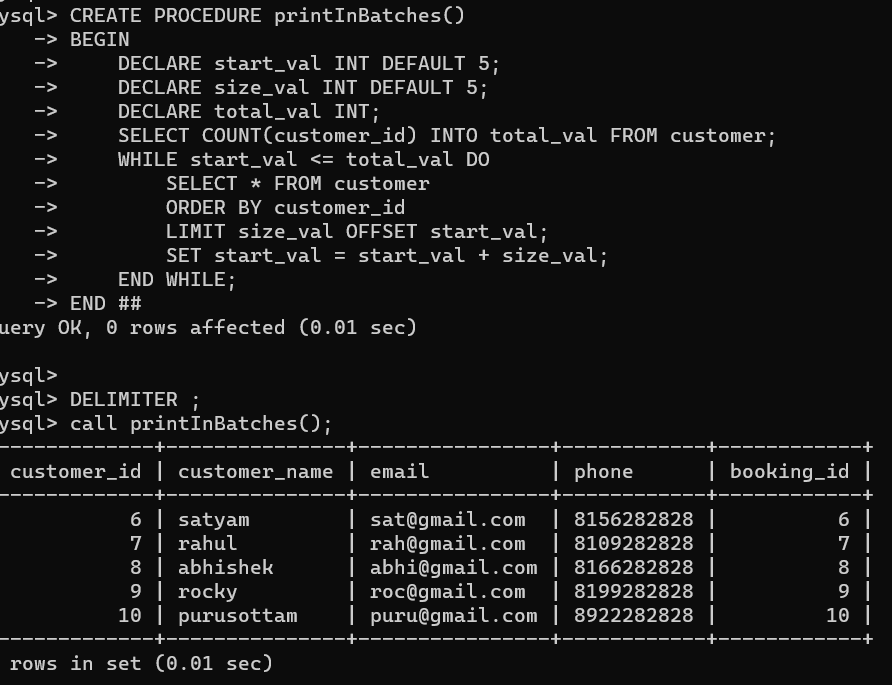 ysql> CREATE PROCEDURE printInBatches()
    -> BEGIN
    ->     DECLARE start_val INT DEFAULT 5;
    ->     DECLARE size_val INT DEFAULT 5;
    ->     DECLARE total_val INT;
    ->     SELECT COUNT(customer_id) INTO total_val FROM customer;
    ->     WHILE start_val <= total_val DO
    ->         SELECT * FROM customer
    ->         ORDER BY customer_id
    ->         LIMIT size_val OFFSET start_val;
    ->         SET start_val = start_val + size_val;
    ->     END WHILE;
    -> END ##
uery OK, 0 rows affected (0.01 sec)
ysql>
ysql> DELIMITER ;
ysql> call printInBatches();
-------------+---------------+----------------+------------+------------+
 customer_id | customer_name | email          | phone      | booking_id |
-------------+---------------+----------------+------------+------------+
           6 | satyam        | sat@gmail.com  | 8156282828 |          6 |
           7 | rahul         | rah@gmail.com  | 8109282828 |          7 |
           8 | abhishek      | abhi@gmail.com | 8166282828 |          8 |
           9 | rocky         | roc@gmail.com  | 8199282828 |          9 |
          10 | purusottam    | puru@gmail.com | 8922282828 |         10 |
-------------+---------------+----------------+------------+------------+
 rows in set (0.01 sec)